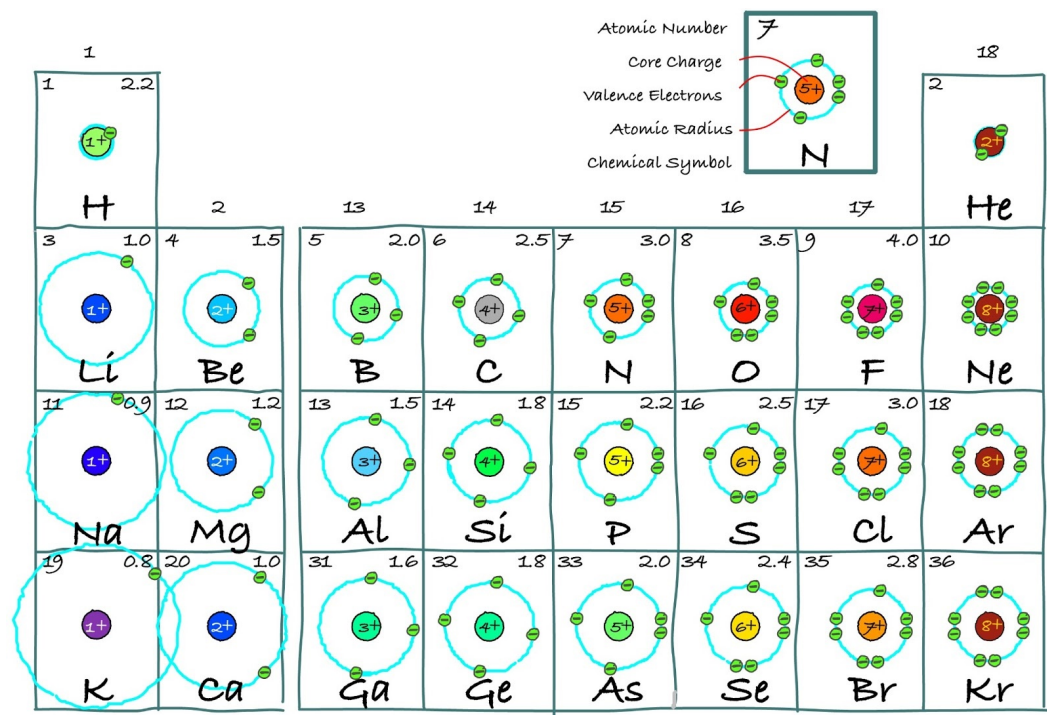 Atomic Number
Core Charge
Valence Electrons
Atomic Radius
Chemical Symbol
7
5+
N
1
18
1 2.2
2
1+
2+
H
He
2
13
14
15
16
17
3 1.0
4 1.5
5 2.0
6 2.5
7 3.0
8 3.5
9 4.0
10
1+
2+
3+
4+
5+
6+
7+
8+
Li
Be
B
C
N
O
F
Ne
11 0.9
12 1.2
13 1.5
14 1.8
15 2.2
16 2.5
17 3.0
18
1+
2+
3+
4+
5+
6+
7+
8+
Na
Mg
Al
Si
P
S
Cl
Ar
19 0.8
20 1.0
31 1.6
32 1.8
33 2.0
34 2.4
35 2.8
36
1+
2+
3+
4+
5+
6+
7+
8+
K
Ca
Ga
Ge
As
Se
Br
Kr